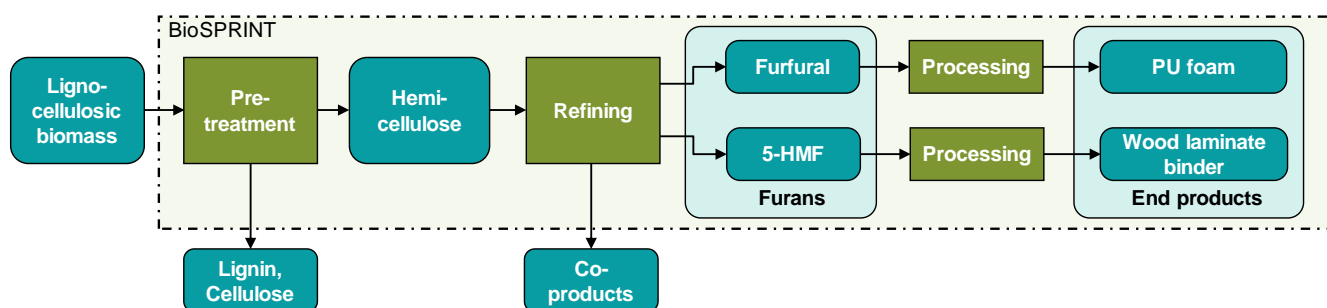 BioSPRINT
Ligno-
cellulosic
biomass
Pre-
treatment
Hemi-
cellulose
Refining
Furfural
5-HMF
Furans
Processing
Processing
PU foam
Wood laminate
binder
End products
Lignin,
Cellulose
Co-
products